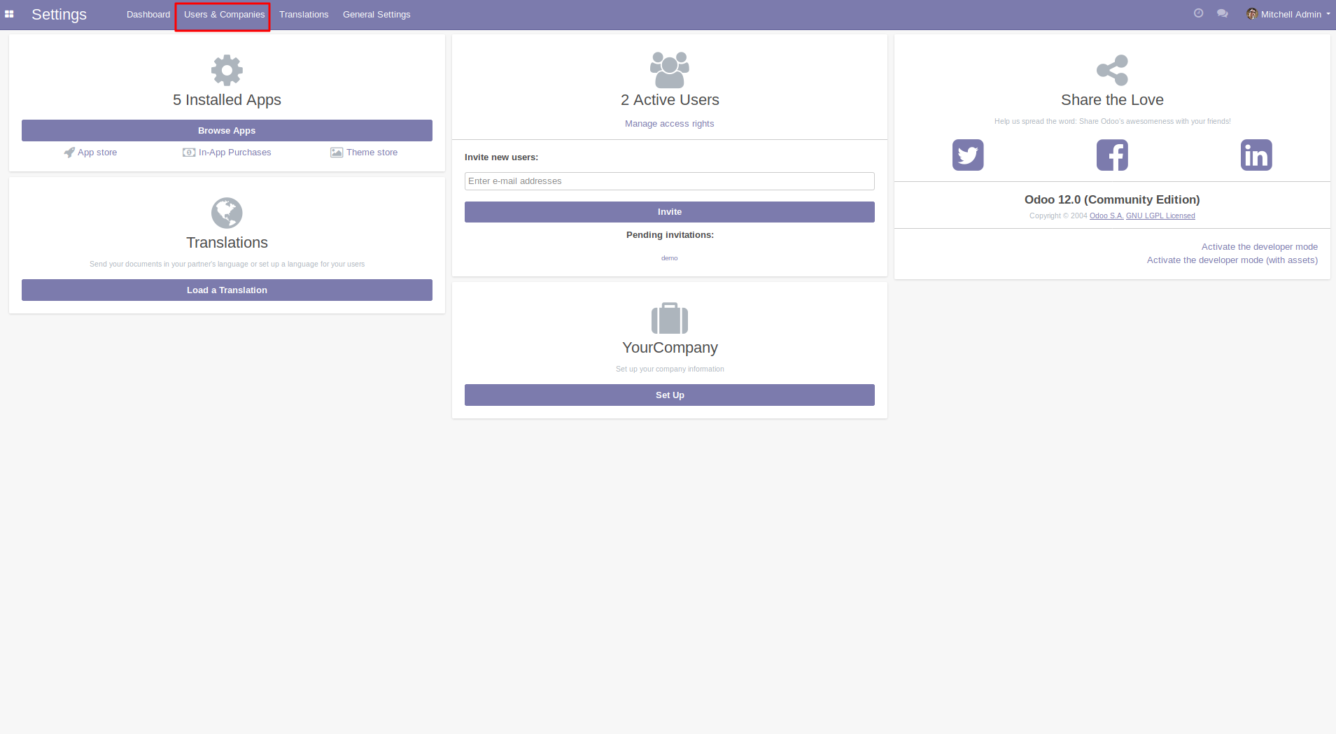 Settings
Dashboard Users & Companies Translations General Settings
Mitchell Admin
5 Installed Apps
Browse Apps
App store In-App Purchases Theme store
Translations
Send your documents in your partner's language or set up a language for your users
Load a Translation
2 Active Users
Manage access rights
Invite new users:
Enter e-mail addresses
Invite
Pending invitations:
demo
YourCompany
Set up your company information
Set Up
Share the Love
Help us spread the word: Share Odoo's awesomeness with your friends!
Odoo 12.0 (Community Edition)
Copyright © 2004 Odoo S.A. GNU LGPL Licensed
Activate the developer mode
Activate the developer mode (with assets)